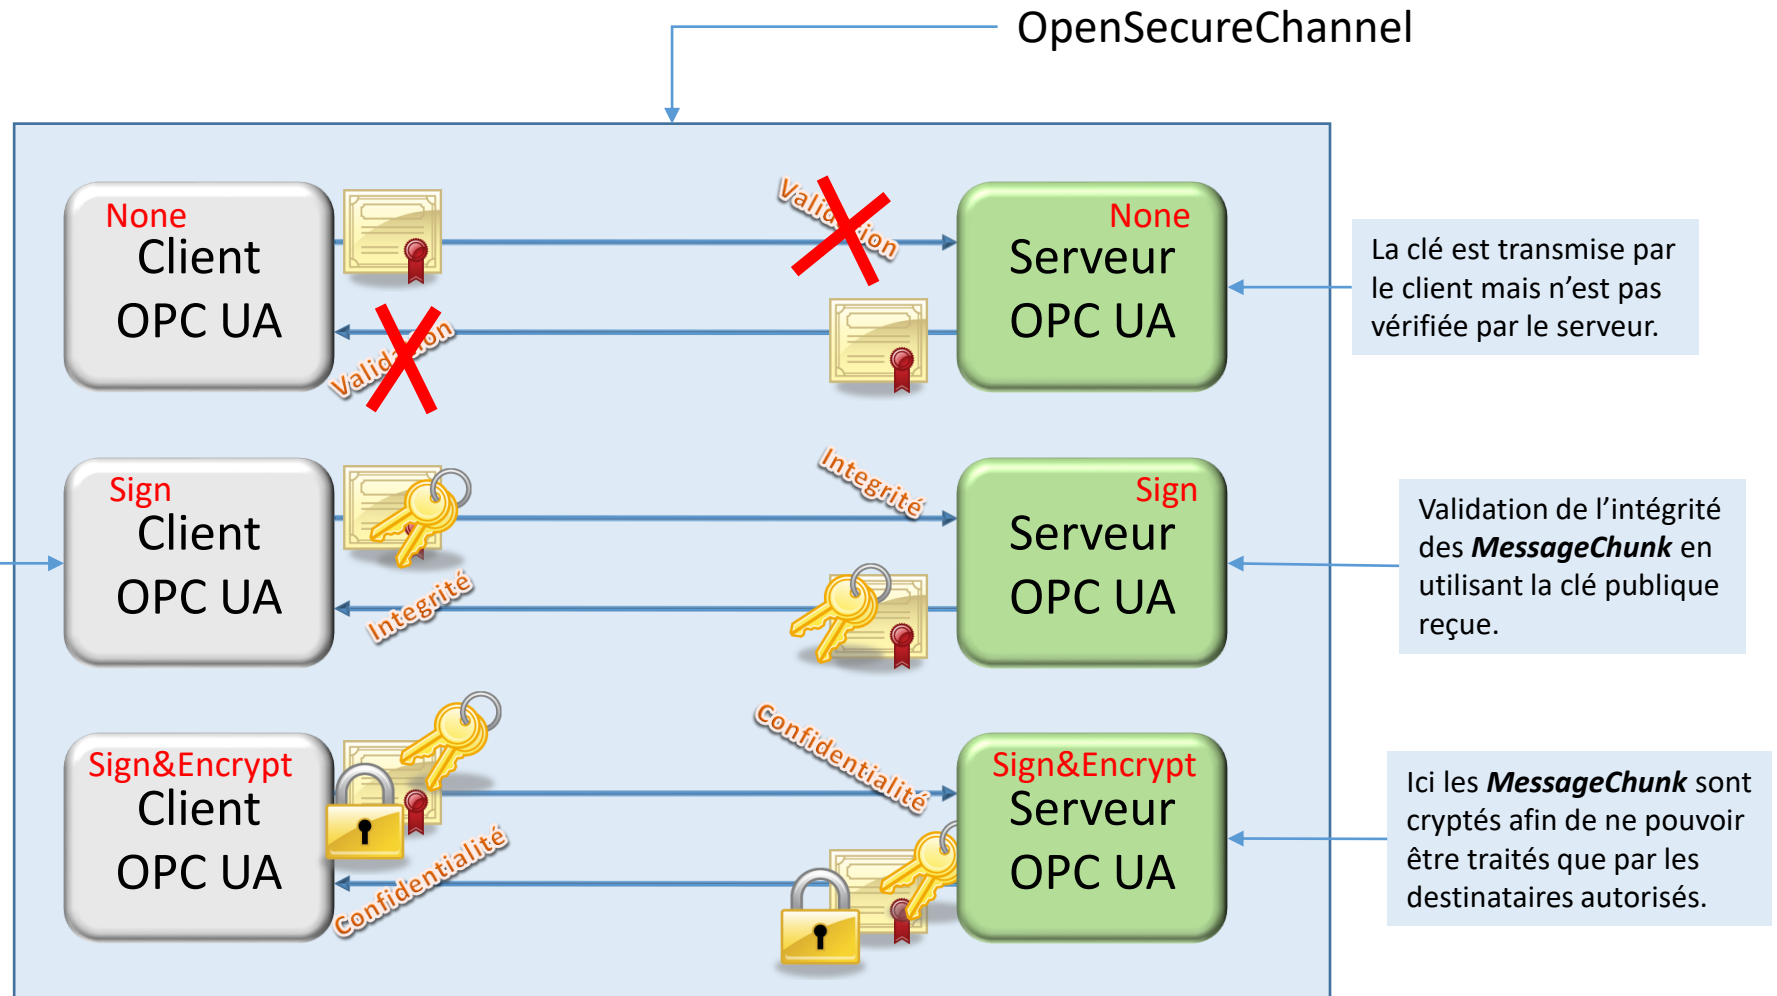 OpenSecureChannel
None
Client
OPC UA
Validation
Validation
None
Serveur
OPC UA
La clé est transmise par
le client mais n’est pas
vérifiée par le serveur.
Sign
Client
OPC UA
Integrité
Integrité
Sign
Serveur
OPC UA
Validation de l’intégrité
des MessageChunk en
utilisant la clé publique
reçue.
Sign&Encrypt
Client
OPC UA
Confidentialité
Confidentialité
Sign&Encrypt
Serveur
OPC UA
Ici les MessageChunk sont
cryptés afin de ne pouvoir
être traités que par les
destinataires autorisés.